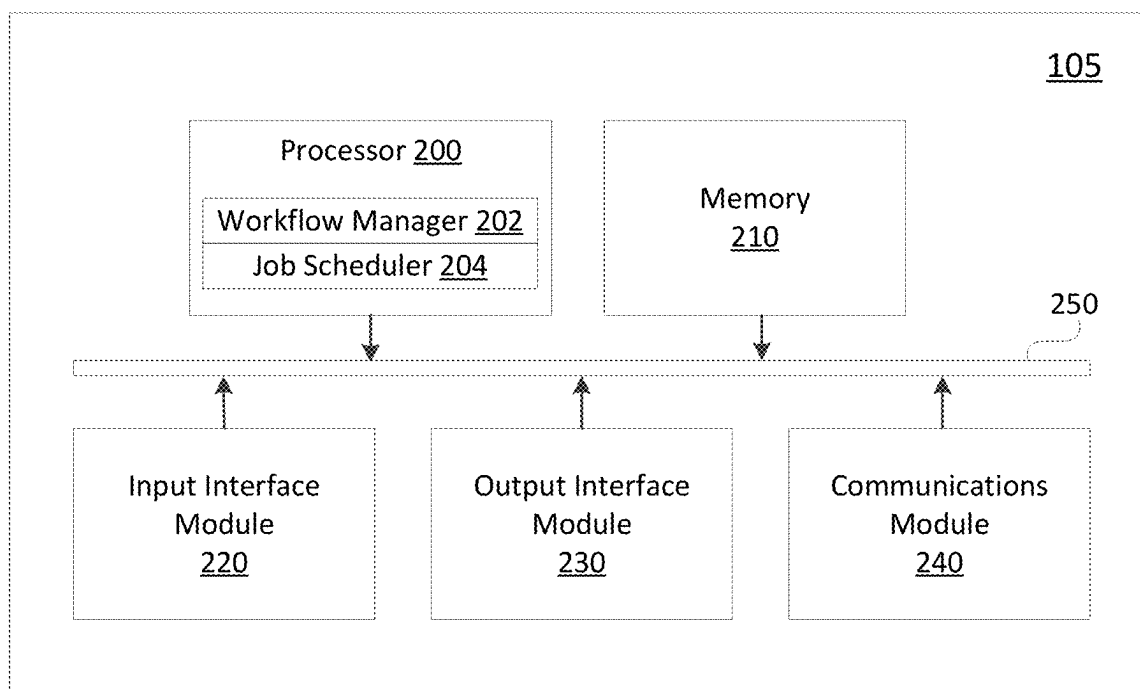 105
Processor 200
Workflow Manager 202
Job Scheduler 204
Memory
210
250
Input Interface
Module
220
Output Interface
Module
230
Communications
Module
240